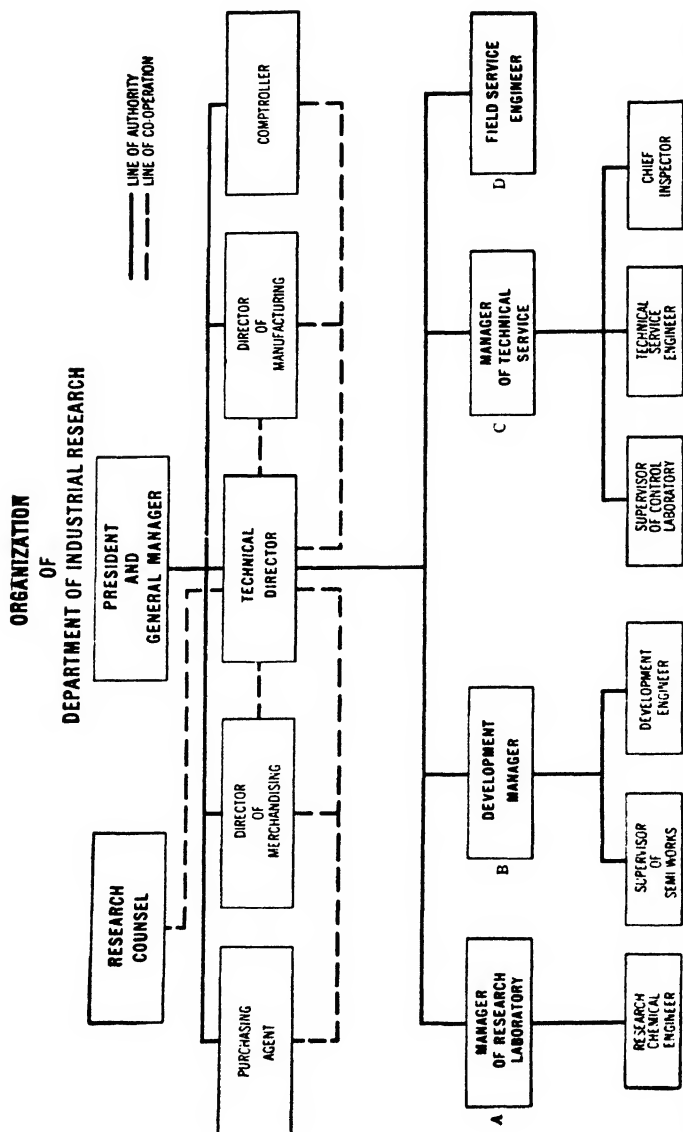 ORGANIZATION
OF
DEPARTMENT OF INDUSTRIAL RESEARCH
LINE OF AUTHORITY
LINE OF CO-OPERATION
RESEARCH
COUNSEL
PRESIDENT
AND
GENERAL MANAGER
PURCHASING
AGENT
DIRECTOR
OF
MERCHANDISING
TECHNICAL
DIRECTOR
DIRECTOR
OF
MANUFACTURING
COMPTROLLER
A
MANAGER
OF RESEARCH
LABORATORY
B
DEVELOPMENT
MANAGER
C
MANAGER
OF TECHNICAL
SERVICE
D
FIELD SERVICE
ENGINEER
RESEARCH
CHEMICAL
ENGINEER
SUPERVISOR
OF
SEMI WORKS
DEVELOPMENT
ENGINEER
SUPERVISOR
OF CONTROL
LABORATORY
TECHNICAL
SERVICE
ENGINEER
CHIEF
INSPECTOR